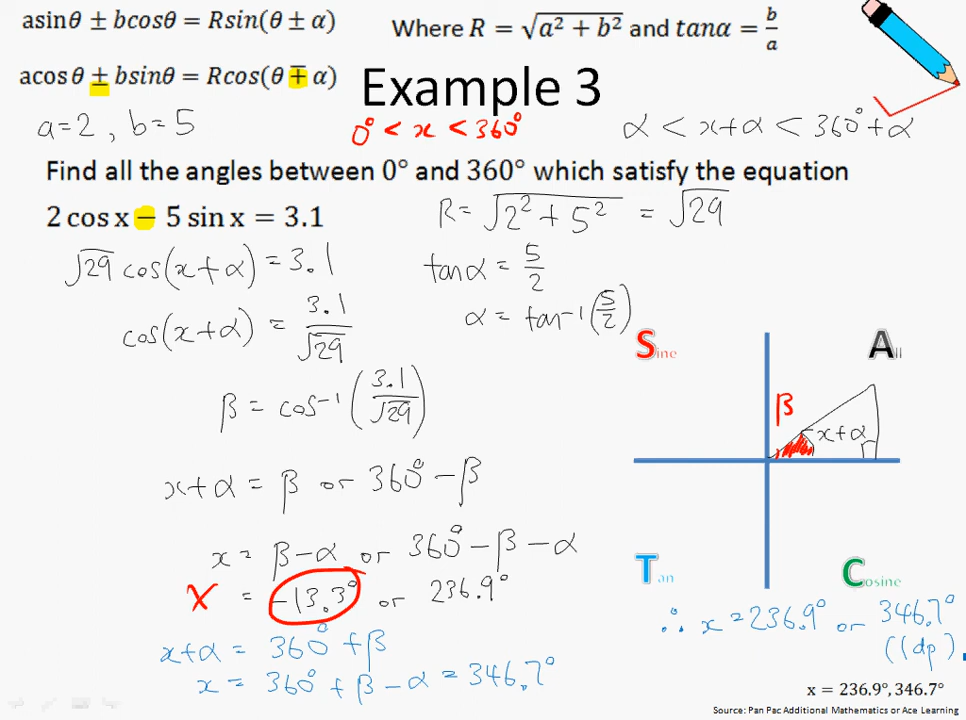 asinθ ± bcosθ = Rsin(θ ± α)
Where R = √(a² + b²) and tanα = b/a
acosθ ± bsinθ = Rcos(θ ∓ α)
Example 3
a=2 , b=5
0° < x < 360°
α < x+α < 360°+α
Find all the angles between 0° and 360° which satisfy the equation
2 cos x − 5 sin x = 3.1
R = √(2² + 5²) = √29
√29 cos(x+α) = 3.1
tanα = 5/2
cos(x+α) = 3.1/√29
α = tan⁻¹(5/2)
Sine
All
β = cos⁻¹(3.1/√29)
β
x+α
x+α = β or 360° − β
x = β − α or 360° − β − α
Tan
Cosine
X = −13.3° or 236.9°
∴ x = 236.9° or 346.7°
(1dp)
x+α = 360° + β
x = 360° + β − α = 346.7°
x = 236.9°, 346.7°
Source: Pan Pac Additional Mathematics or Ace Learning